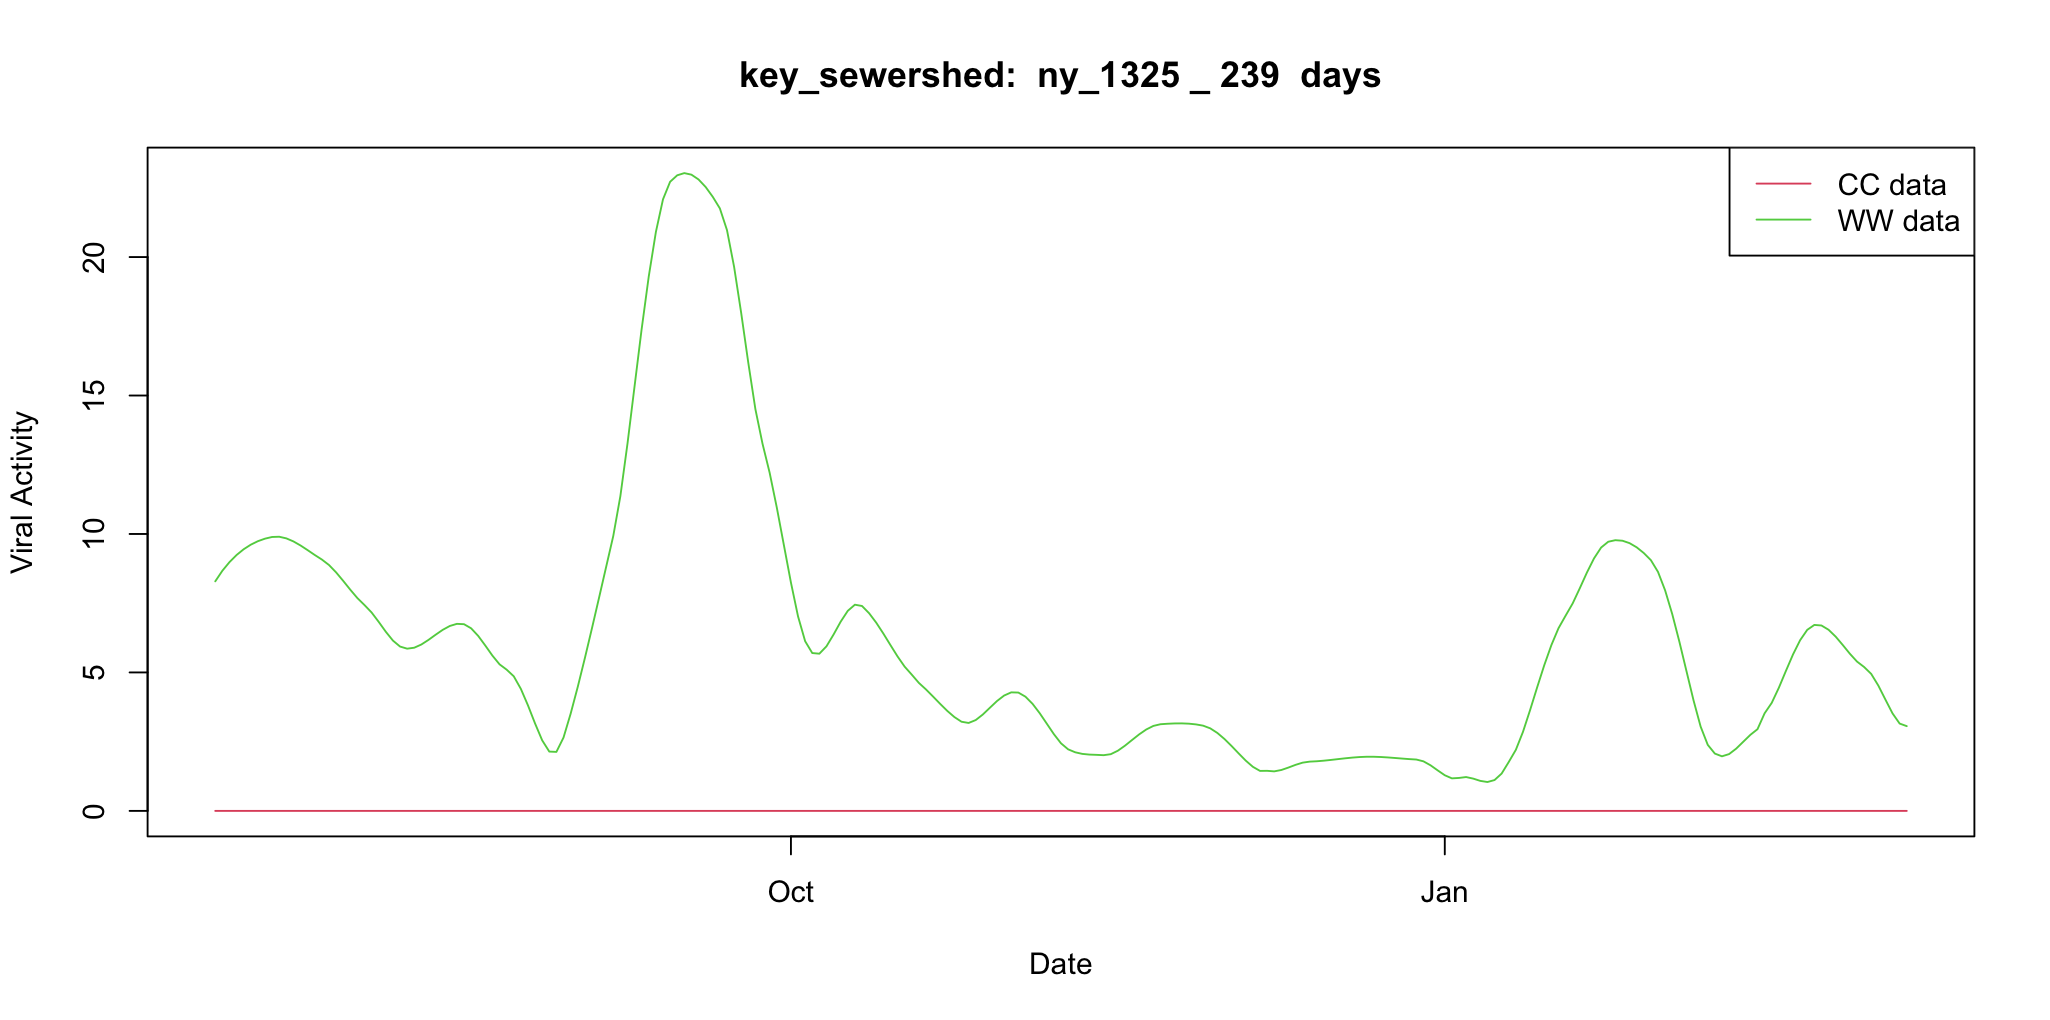 key_sewershed:  ny_1325 _ 239  days
CC data
WW data
Viral Activity
20
15
10
5
0
Oct
Jan
Date